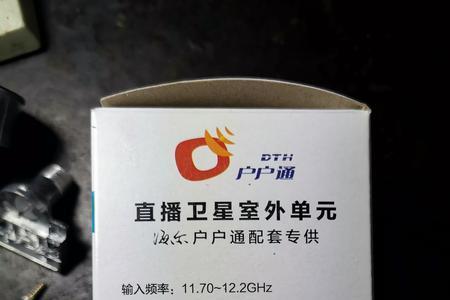 DTH
户户通
直播卫星室外单元
海尔户户通配套专供
输入频率：11.70~12.2GHz